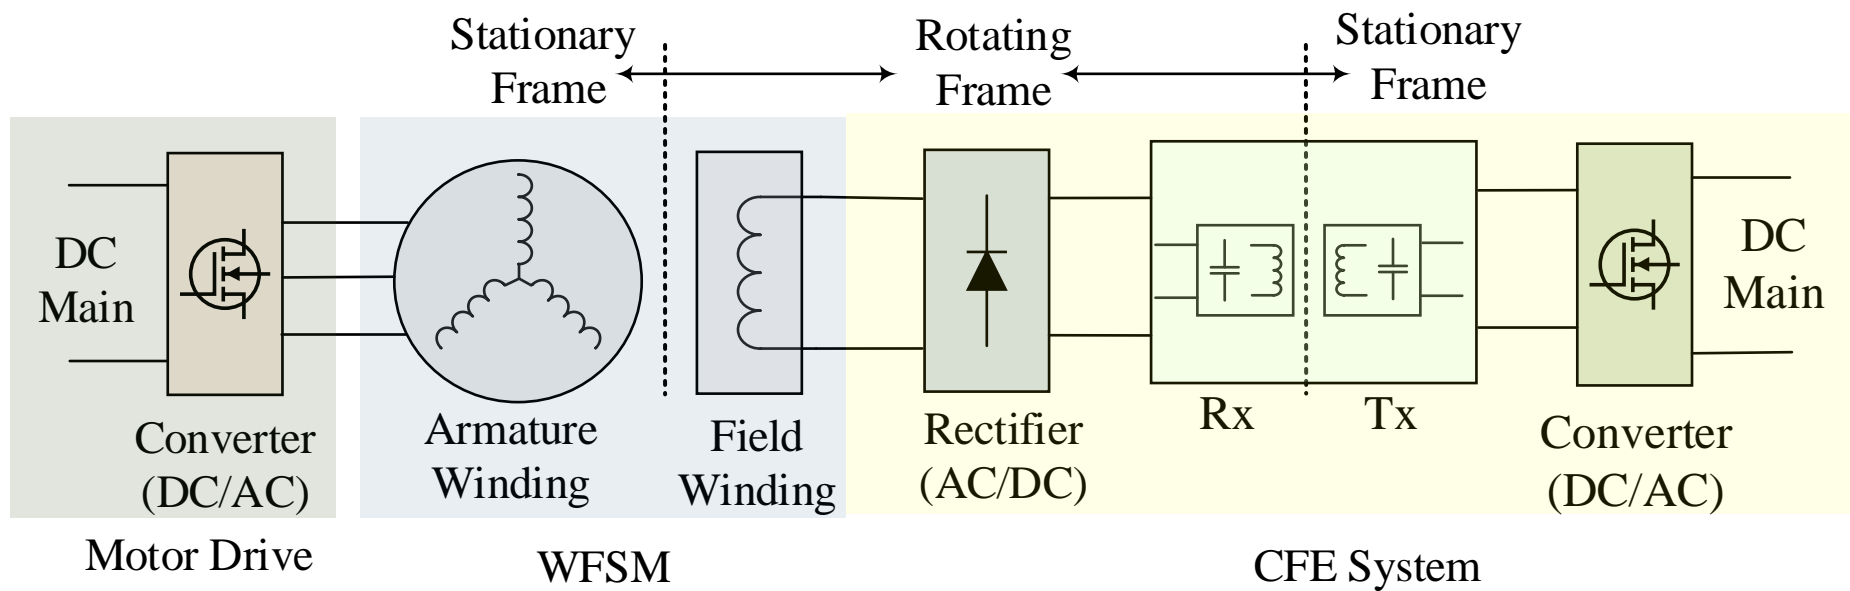 Stationary
Frame
Rotating
Frame
Stationary
Frame
DC
Main
DC
Main
Converter
(DC/AC)
Armature
Winding
Field
Winding
Rectifier
(AC/DC)
Rx
Tx
Converter
(DC/AC)
Motor Drive
WFSM
CFE System